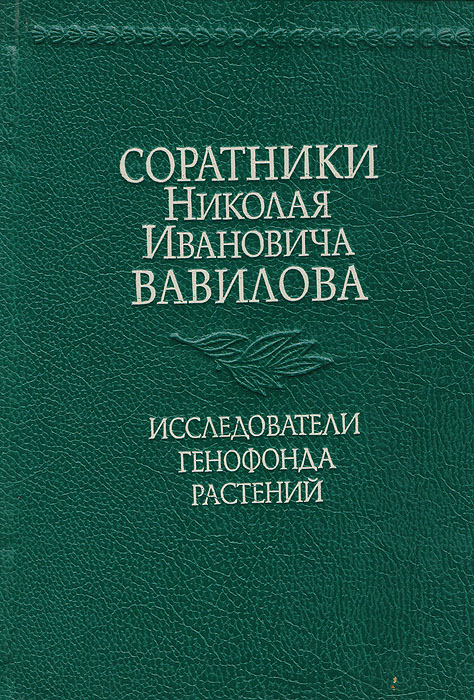 СОРАТНИКИ
НИКОЛАЯ
ИВАНОВИЧА
ВАВИЛОВА
ИССЛЕДОВАТЕЛИ
ГЕНОФОНДА
РАСТЕНИЙ